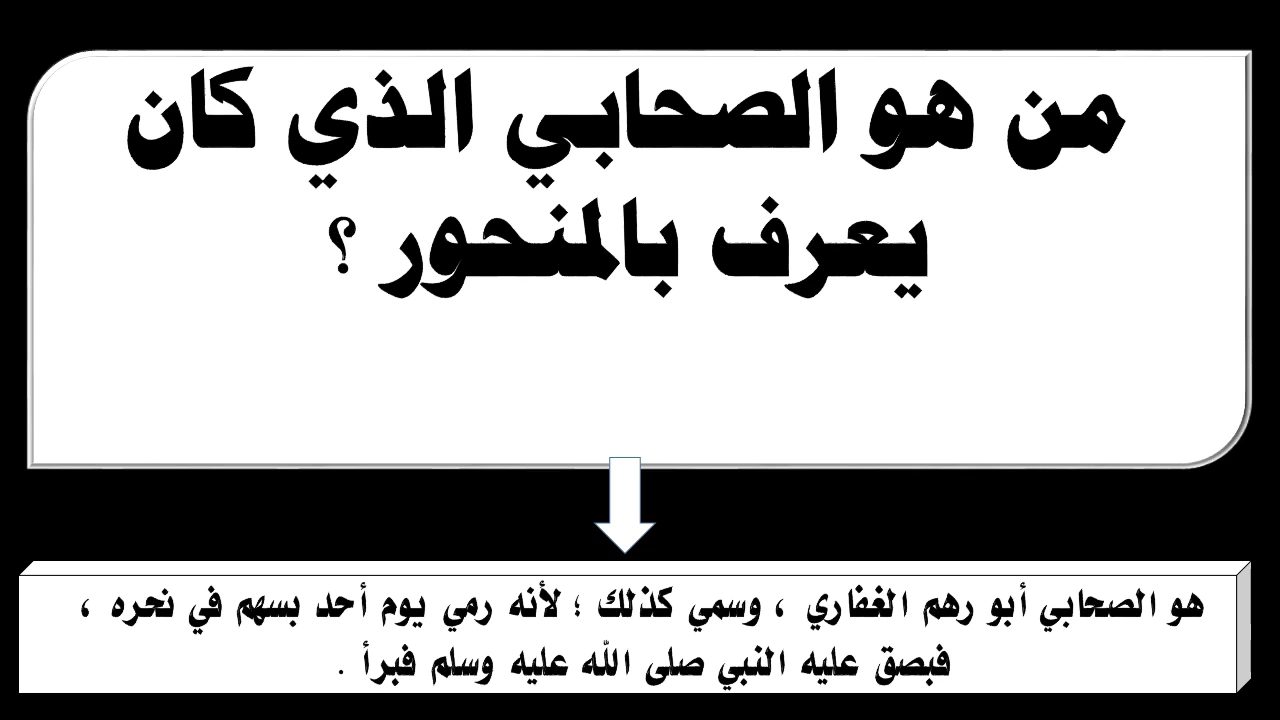 من هو الصحابي الذي كان
يعرف بالمنحور ؟
هو الصحابي أبو رهم الغفاري ، وسمي كذلك ؛ لأنه رمي يوم أحد بسهم في نحره ،
فبصق عليه النبي صلى الله عليه وسلم فبرأ .